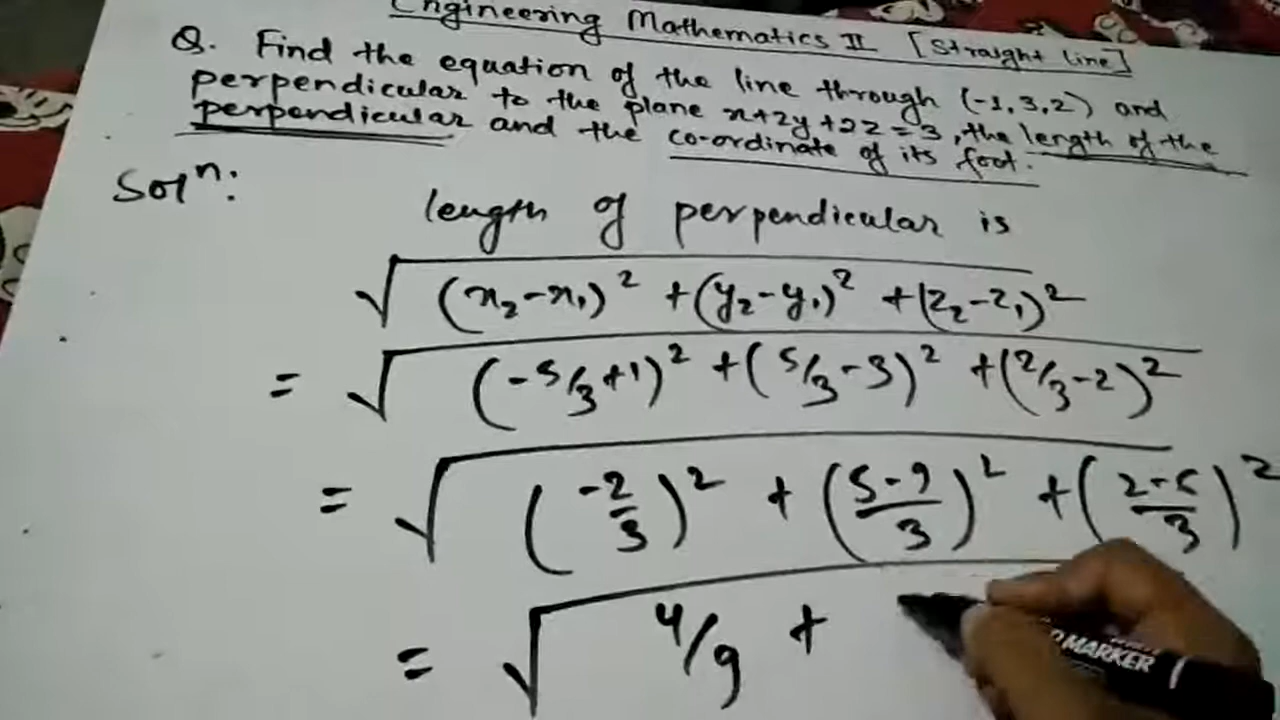 Engineering Mathematics II [Straight line]
Q. Find the equation of the line through (-1,3,2) and
perpendicular to the plane x+2y+2z=3, the length of the
perpendicular and the co-ordinate of its foot.
Solⁿ:
length of perpendicular is
√(x₂-x₁)² + (y₂-y₁)² + (z₂-z₁)²
= √(-5/3+1)² + (5/3-3)² + (2/3-2)²
= √(-2/3)² + (5-9/3)² + (2-6/3)²
= √4/9 +
MARKER